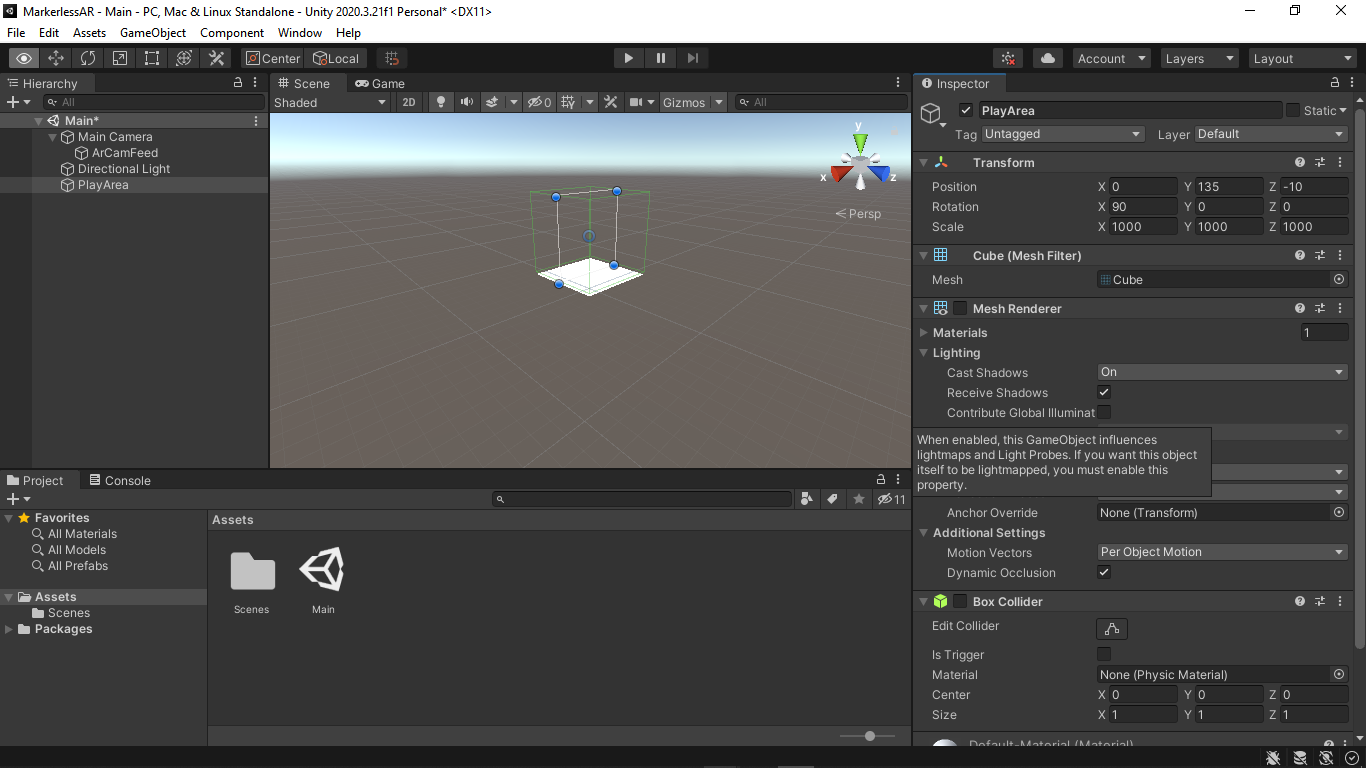 MarkerlessAR - Main - PC, Mac & Linux Standalone - Unity 2020.3.21f1 Personal* <DX11>
File Edit Assets GameObject Component Window Help
Center Local Account Layers Layout
Hierarchy
All
Main*
Main Camera
ArCamFeed
Directional Light
PlayArea
Scene Game
Shaded 2D 0 Gizmos All
y
x z
Persp
Project Console
11
Favorites
All Materials
All Models
All Prefabs
Assets
Scenes
Packages
Assets
Scenes Main
Inspector
PlayArea Static
Tag Untagged Layer Default
Transform
Position X 0 Y 135 Z -10
Rotation X 90 Y 0 Z 0
Scale X 1000 Y 1000 Z 1000
Cube (Mesh Filter)
Mesh Cube
Mesh Renderer
Materials 1
Lighting
Cast Shadows On
Receive Shadows
Contribute Global Illuminat
When enabled, this GameObject influences
lightmaps and Light Probes. If you want this object
itself to be lightmapped, you must enable this
property.
Anchor Override None (Transform)
Additional Settings
Motion Vectors Per Object Motion
Dynamic Occlusion
Box Collider
Edit Collider
Is Trigger
Material None (Physic Material)
Center X 0 Y 0 Z 0
Size X 1 Y 1 Z 1
Default-Material (Material)